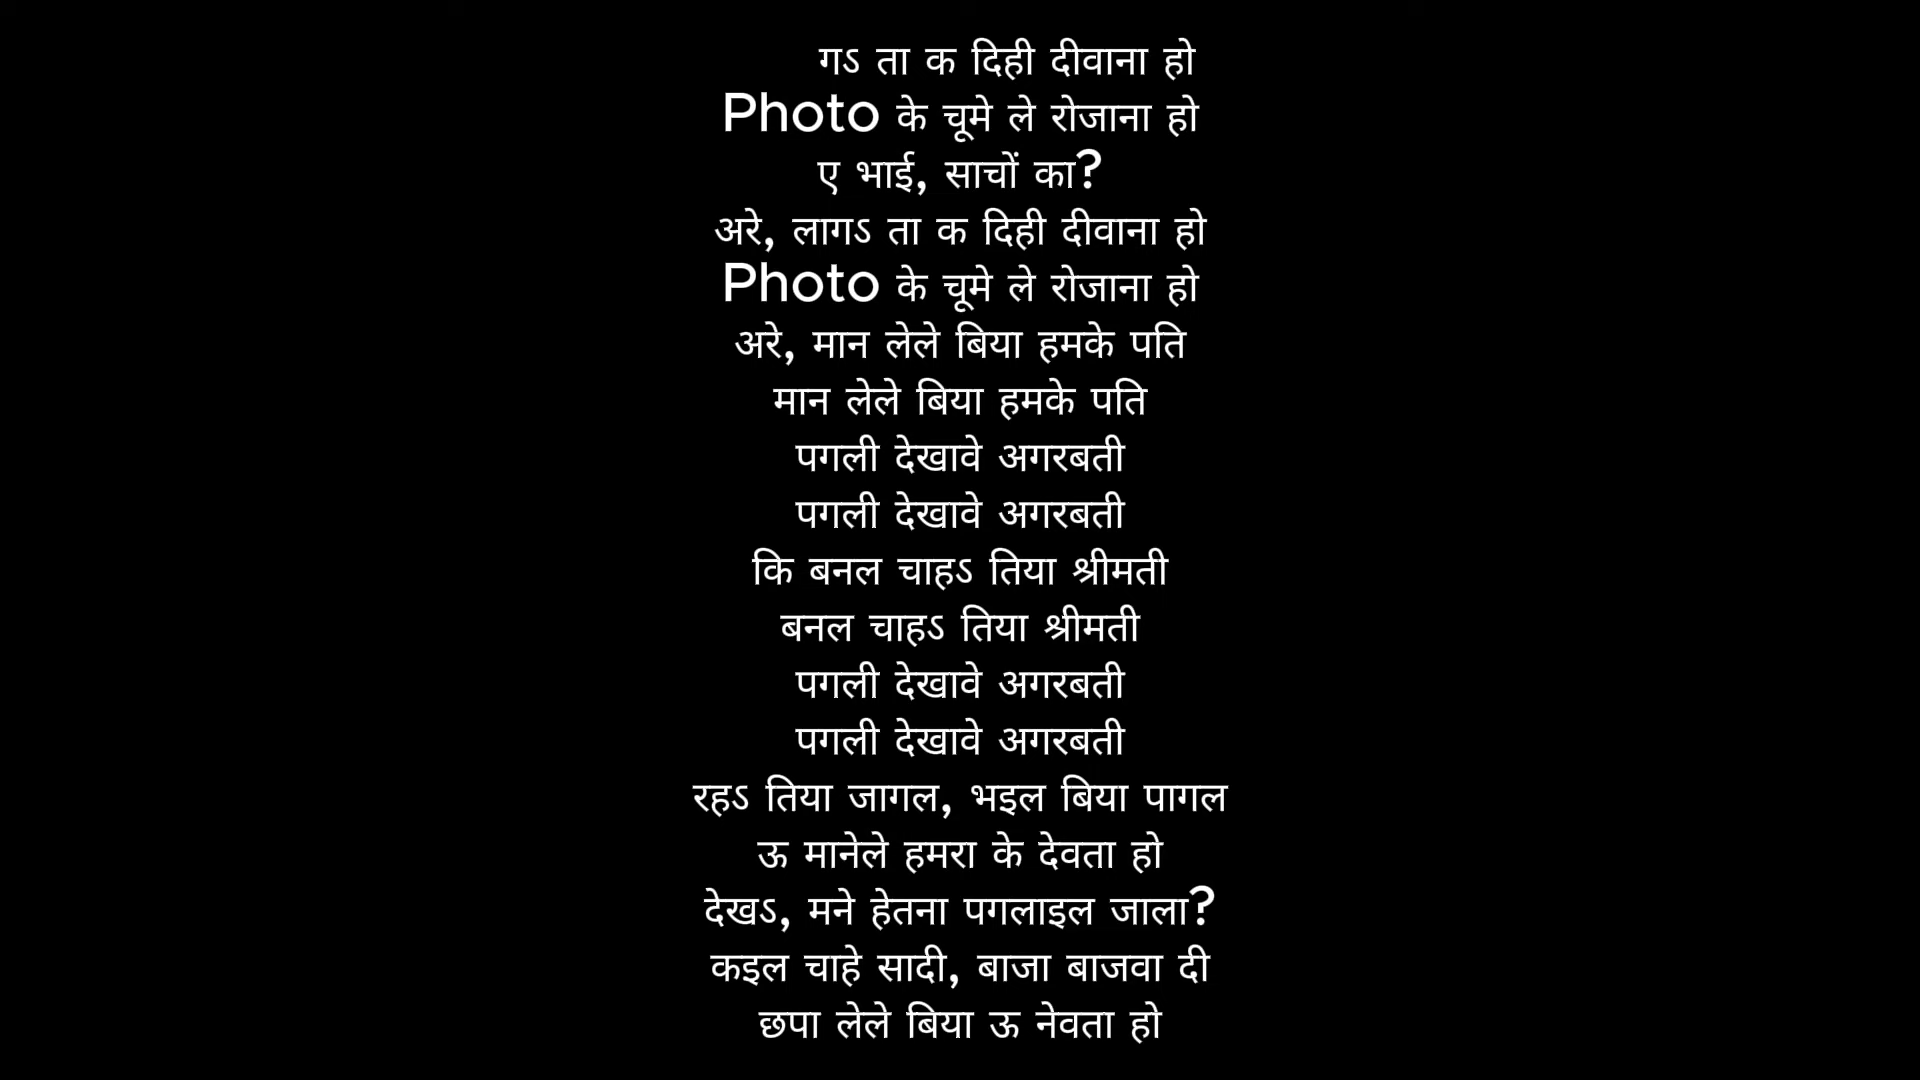 गऽ ता क दिही दीवाना हो
Photo के चूमे ले रोजाना हो
ए भाई, साचों का?
अरे, लागऽ ता क दिही दीवाना हो
Photo के चूमे ले रोजाना हो
अरे, मान लेले बिया हमके पति
मान लेले बिया हमके पति
पगली देखावे अगरबती
पगली देखावे अगरबती
कि बनल चाहऽ तिया श्रीमती
बनल चाहऽ तिया श्रीमती
पगली देखावे अगरबती
पगली देखावे अगरबती
रहऽ तिया जागल, भइल बिया पागल
ऊ मानेले हमरा के देवता हो
देखऽ, मने हेतना पगलाइल जाला?
कइल चाहे सादी, बाजा बाजवा दी
छपा लेले बिया ऊ नेवता हो